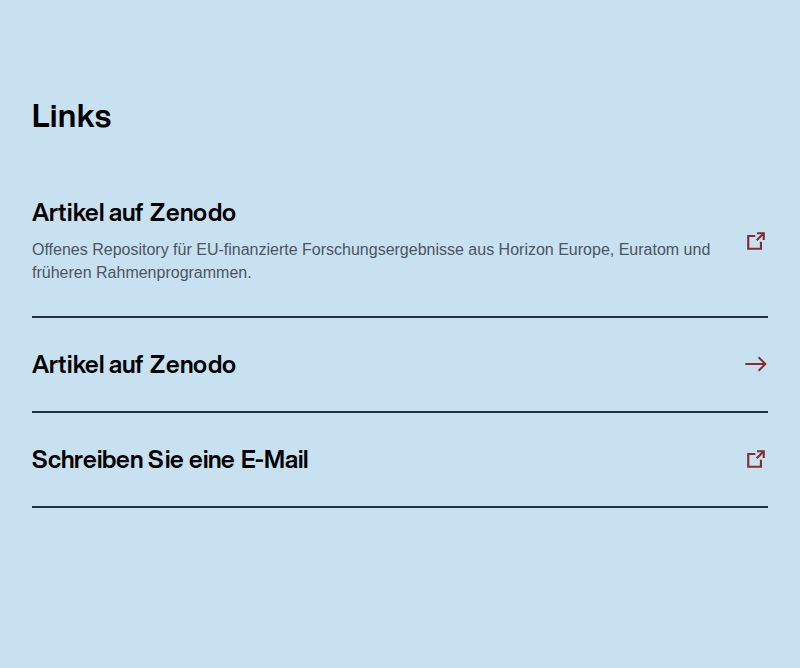 Links
Artikel auf Zenodo
Offenes Repository für EU-finanzierte Forschungsergebnisse aus Horizon Europe, Euratom und
früheren Rahmenprogrammen.
Artikel auf Zenodo
Schreiben Sie eine E-Mail